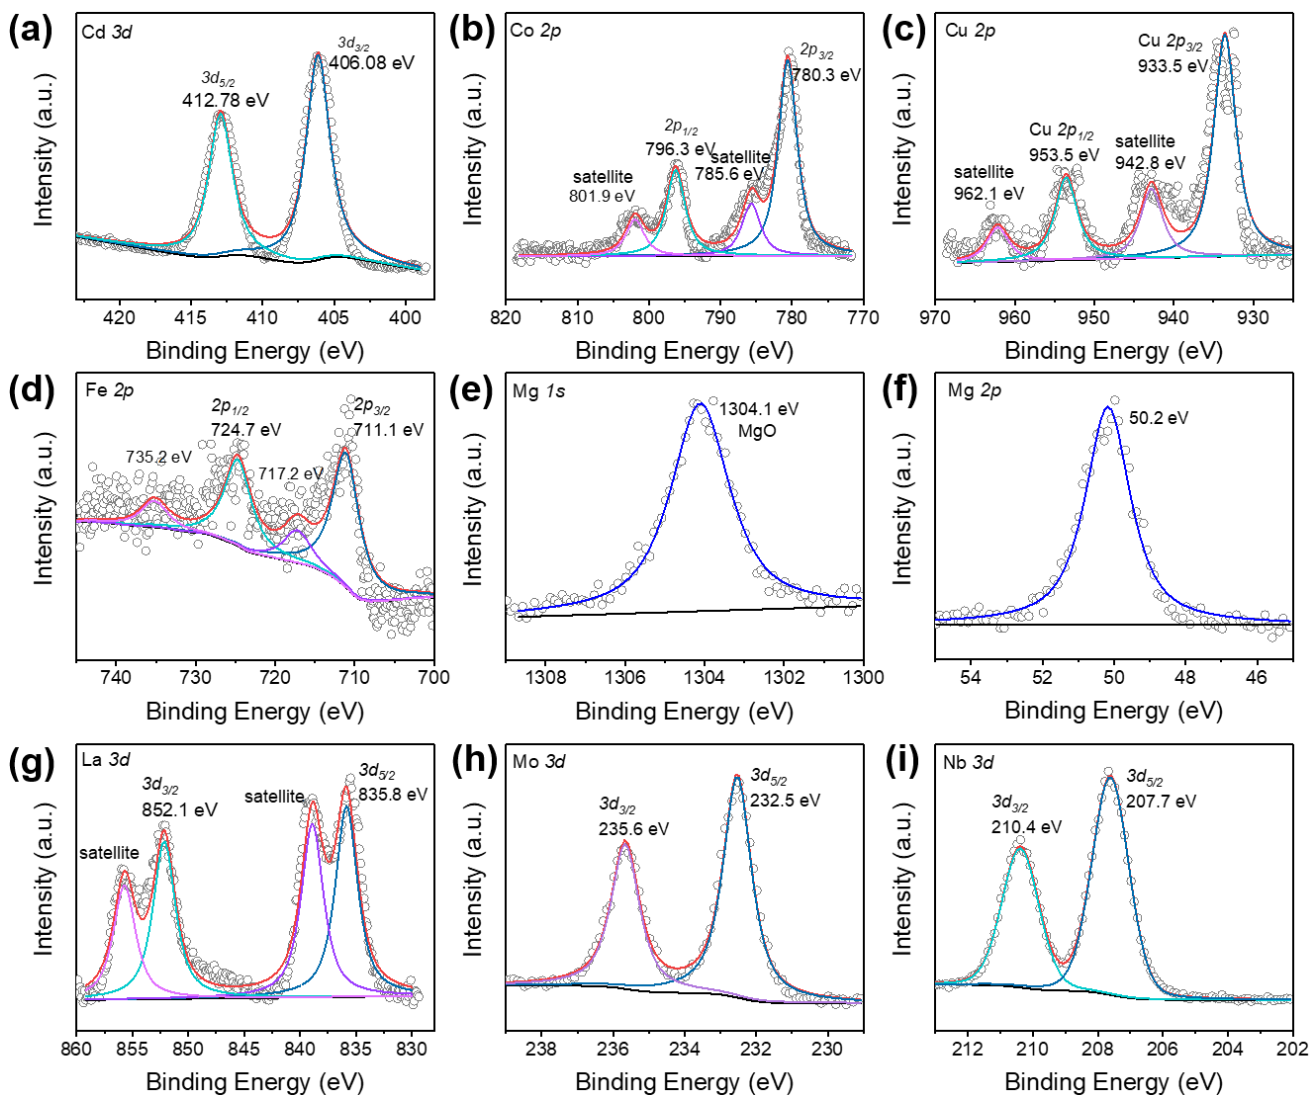 (a)
Cd 3d
3d3/2
406.08 eV
3d5/2
412.78 eV
Intensity (a.u.)
420 415 410 405 400
Binding Energy (eV)
(b)
Co 2p
2p3/2
780.3 eV
2p1/2
796.3 eV
satellite
785.6 eV
satellite
801.9 eV
Intensity (a.u.)
820 810 800 790 780 770
Binding Energy (eV)
(c)
Cu 2p
Cu 2p3/2
933.5 eV
Cu 2p1/2
953.5 eV
satellite
942.8 eV
satellite
962.1 eV
Intensity (a.u.)
970 960 950 940 930
Binding Energy (eV)
(d)
Fe 2p
2p1/2
724.7 eV
2p3/2
711.1 eV
735.2 eV
717.2 eV
Intensity (a.u.)
740 730 720 710 700
Binding Energy (eV)
(e)
Mg 1s
1304.1 eV
MgO
Intensity (a.u.)
1308 1306 1304 1302 1300
Binding Energy (eV)
(f)
Mg 2p
50.2 eV
Intensity (a.u.)
54 52 50 48 46
Binding Energy (eV)
(g)
La 3d
3d3/2
852.1 eV
satellite
3d5/2
835.8 eV
satellite
Intensity (a.u.)
860 855 850 845 840 835 830
Binding Energy (eV)
(h)
Mo 3d
3d5/2
232.5 eV
3d3/2
235.6 eV
Intensity (a.u.)
238 236 234 232 230
Binding Energy (eV)
(i)
Nb 3d
3d5/2
207.7 eV
3d3/2
210.4 eV
Intensity (a.u.)
212 210 208 206 204 202
Binding Energy (eV)